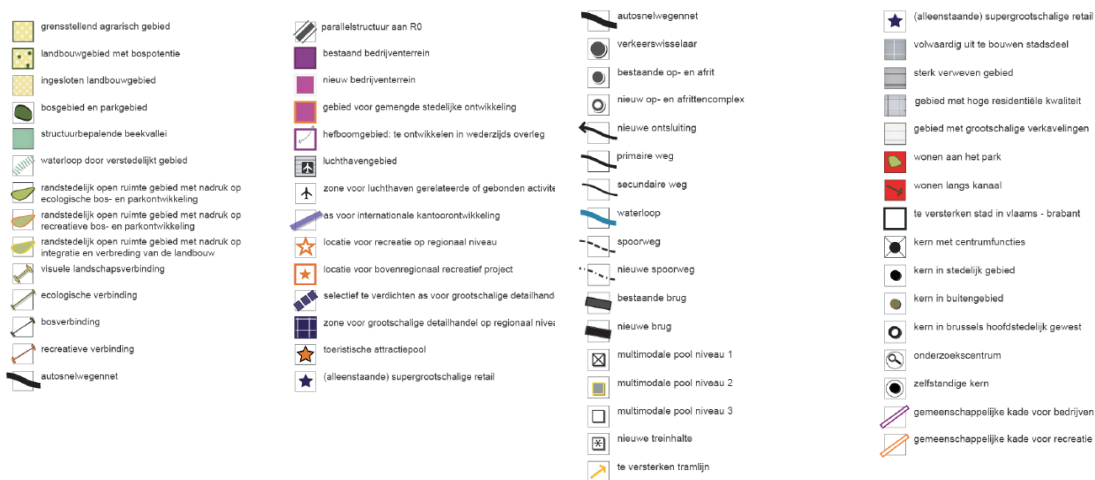 grensstellend agrarisch gebied
landbouwgebied met bospotentie
ingesloten landbouwgebied
bosgebied en parkgebied
structuurbepalende beekvallei
waterloop door verstedelijkt gebied
randstedelijk open ruimte gebied met nadruk op
ecologische bos- en parkontwikkeling
randstedelijk open ruimte gebied met nadruk op
recreatieve bos- en parkontwikkeling
randstedelijk open ruimte gebied met nadruk op
integratie en verbreding van de landbouw
visuele landschapsverbinding
ecologische verbinding
bosverbinding
recreatieve verbinding
autosnelwegennet
parallelstructuur aan R0
bestaand bedrijventerrein
nieuw bedrijventerrein
gebied voor gemengde stedelijke ontwikkeling
hefboomgebied: te ontwikkelen in wederzijds overleg
luchthavengebied
zone voor luchthaven gerelateerde of gebonden activite
as voor internationale kantoorontwikkeling
locatie voor recreatie op regionaal niveau
locatie voor bovenregionaal recreatief project
selectief te verdichten as voor grootschalige detailhand
zone voor grootschalige detailhandel op regionaal nivea
toeristische attractiepool
(alleenstaande) supergrootschalige retail
autosnelwegennet
verkeerswisselaar
bestaande op- en afrit
nieuw op- en afrittencomplex
nieuwe ontsluiting
primaire weg
secundaire weg
waterloop
spoorweg
nieuwe spoorweg
bestaande brug
nieuwe brug
multimodale pool niveau 1
multimodale pool niveau 2
multimodale pool niveau 3
nieuwe treinhalte
te versterken tramlijn
(alleenstaande) supergrootschalige retail
volwaardig uit te bouwen stadsdeel
sterk verweven gebied
gebied met hoge residentiële kwaliteit
gebied met grootschalige verkavelingen
wonen aan het park
wonen langs kanaal
te versterken stad in vlaams - brabant
kern met centrumfuncties
kern in stedelijk gebied
kern in buitengebied
kern in brussels hoofdstedelijk gewest
onderzoekscentrum
zelfstandige kern
gemeenschappelijke kade voor bedrijven
gemeenschappelijke kade voor recreatie